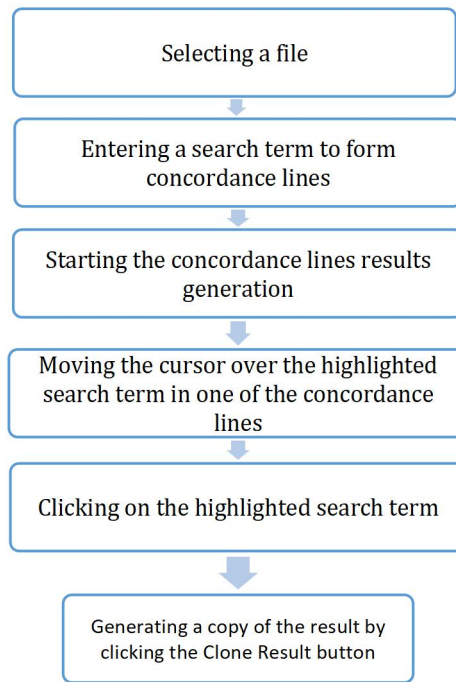 Selecting a file
Entering a search term to form
concordance lines
Starting the concordance lines results
generation
Moving the cursor over the highlighted
search term in one of the concordance
lines
Clicking on the highlighted search term
Generating a copy of the result by
clicking the Clone Result button